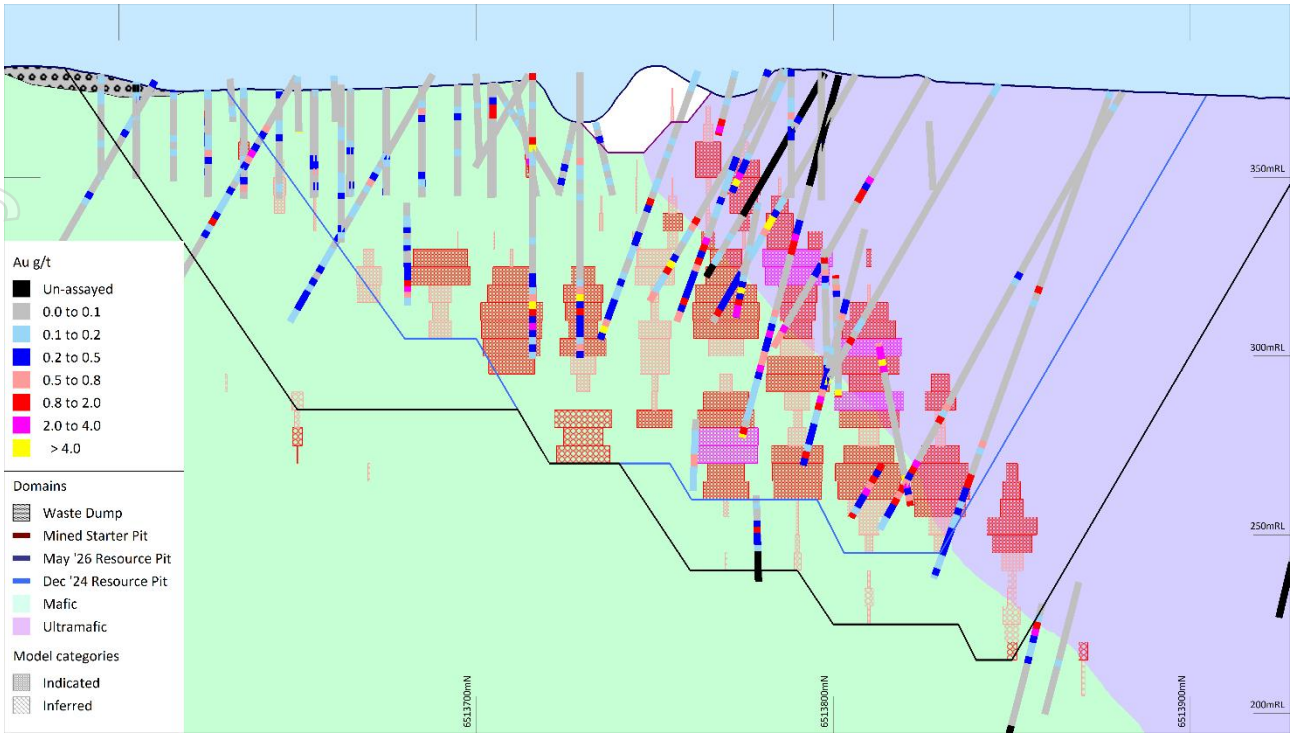 350mRL
300mRL
250mRL
200mRL
6513700mN
6513800mN
6513900mN
Au g/t
Un-assayed
0.0 to 0.1
0.1 to 0.2
0.2 to 0.5
0.5 to 0.8
0.8 to 2.0
2.0 to 4.0
> 4.0
Domains
Waste Dump
Mined Starter Pit
May '26 Resource Pit
Dec '24 Resource Pit
Mafic
Ultramafic
Model categories
Indicated
Inferred